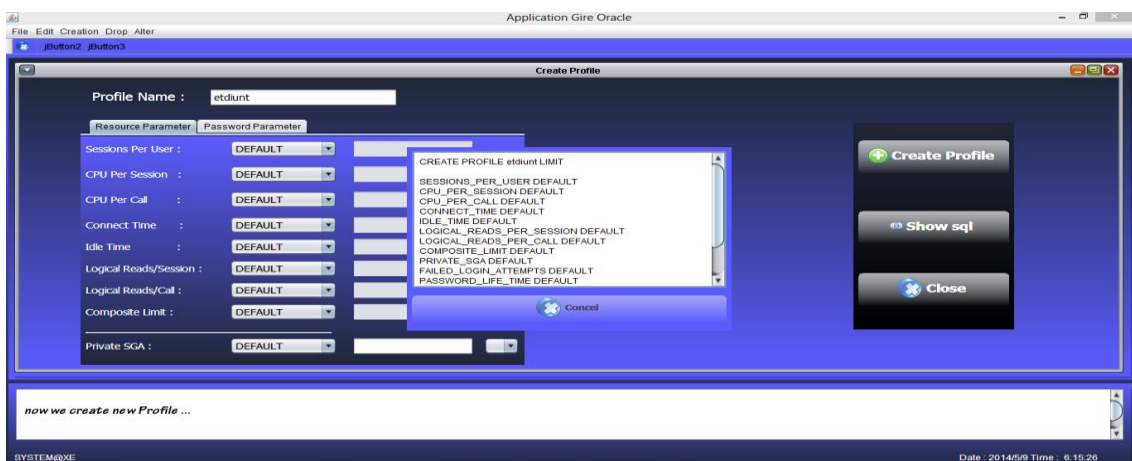 Application Gire Oracle
File Edit Creation Drop Alter
jButton2 jButton3
Create Profile
Profile Name :
etdiunt
Resource Parameter
Password Parameter
Sessions Per User :
DEFAULT
CPU Per Session :
DEFAULT
CPU Per Call :
DEFAULT
Connect Time :
DEFAULT
Idle Time :
DEFAULT
Logical Reads/Session :
DEFAULT
Logical Reads/Call :
DEFAULT
Composite Limit :
DEFAULT
Private SGA :
DEFAULT
CREATE PROFILE etdiunt LIMIT
SESSIONS_PER_USER DEFAULT
CPU_PER_SESSION DEFAULT
CPU_PER_CALL DEFAULT
CONNECT_TIME DEFAULT
IDLE_TIME DEFAULT
LOGICAL_READS_PER_SESSION DEFAULT
LOGICAL_READS_PER_CALL DEFAULT
COMPOSITE_LIMIT DEFAULT
PRIVATE_SGA DEFAULT
FAILED_LOGIN_ATTEMPTS DEFAULT
PASSWORD_LIFE_TIME DEFAULT
Concel
Create Profile
Show sql
Close
now we create new Profile ...
SYSTEM@XE
Date : 2014/5/9 Time : 6:15:26